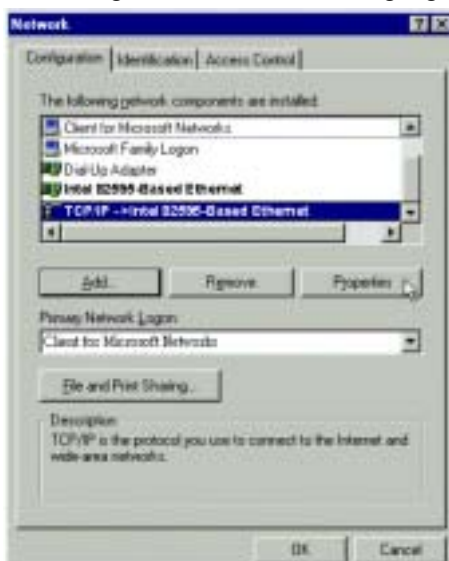 Network
Configuration Identification Access Control
The following network components are installed:
Client for Microsoft Networks
Microsoft Family Logon
Dial-Up Adapter
Intel 82595-Based Ethernet
TCP/IP ->Intel 82595-Based Ethernet
Add... Remove Properties
Primary Network Logon:
Client for Microsoft Networks
File and Print Sharing...
Description
TCP/IP is the protocol you use to connect to the Internet and
wide-area networks.
OK Cancel